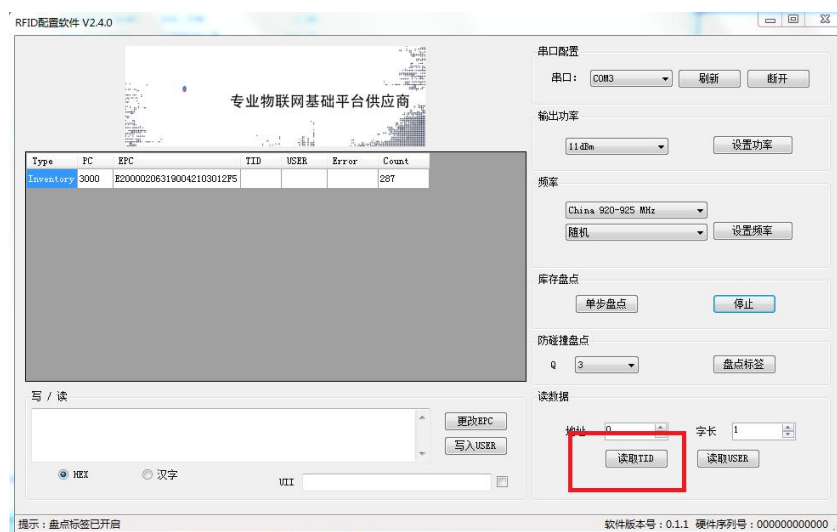 RFID配置软件 V2.4.0
专业物联网基础平台供应商
Type PC EPC TID USER Error Count
Inventory 3000 E2000020631900421030​12F5 287
写 / 读
更改EPC
写入USER
HEX 汉字 UII
串口配置
串口： COM3 刷新 断开
输出功率
11dBm 设置功率
频率
China 920-925 MHz
随机 设置频率
库存盘点
单步盘点 停止
防碰撞盘点
Q 3 盘点标签
读数据
地址 0 字长 1
读取TID 读取USER
提示：盘点标签已开启 软件版本号：0.1.1 硬件序列号：000000000000